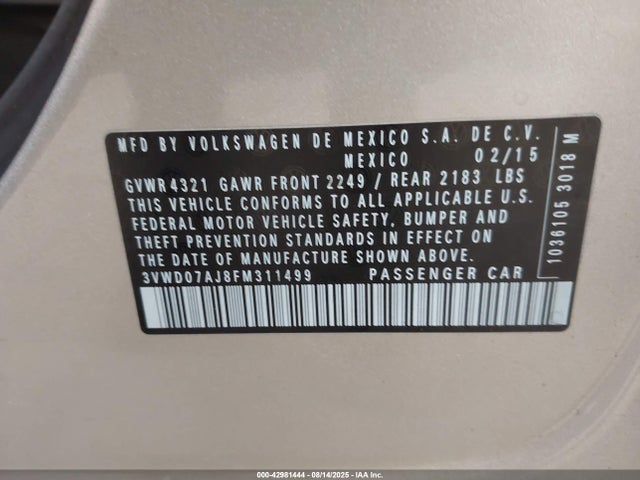 MFD BY VOLKSWAGEN DE MEXICO S.A. DE C.V.
MEXICO 02/15
GVWR 4321 GAWR FRONT 2249 / REAR 2183 LBS
THIS VEHICLE CONFORMS TO ALL APPLICABLE U.S.
FEDERAL MOTOR VEHICLE SAFETY, BUMPER AND
THEFT PREVENTION STANDARDS IN EFFECT ON
THE DATE OF MANUFACTURE SHOWN ABOVE.
3VWD07AJ8FM311499 PASSENGER CAR
1036105 3018 M
000-42981444 - 08/14/2025 - IAA Inc.